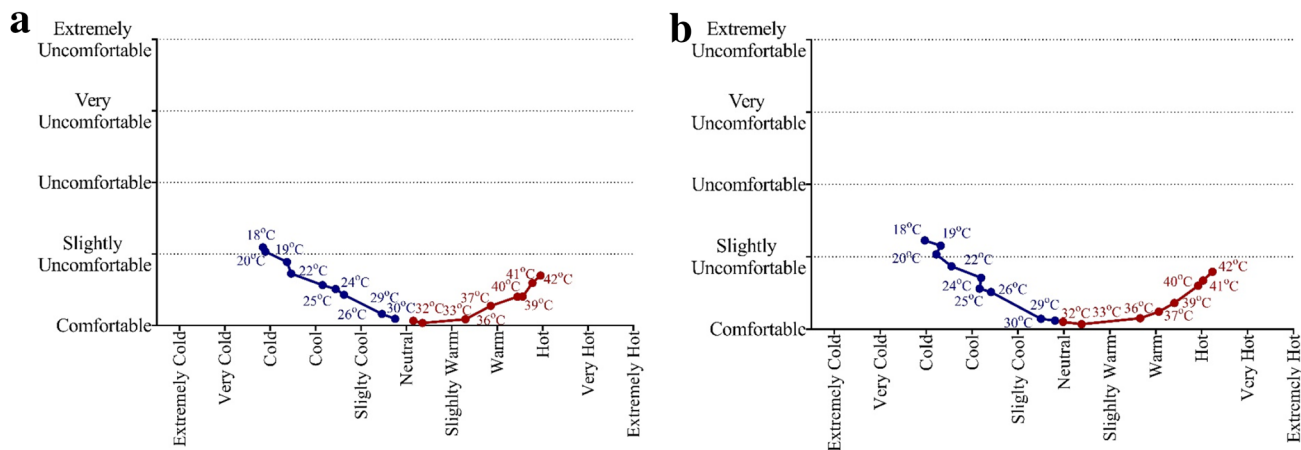 a
Extremely
Uncomfortable
Very
Uncomfortable
Uncomfortable
Slightly
Uncomfortable
Comfortable
18°C
19°C
20°C
22°C
24°C
25°C
26°C
29°C
30°C
32°C
33°C
36°C
37°C
39°C
40°C
41°C
42°C
Extremely Cold
Very Cold
Cold
Cool
Sliglty Cool
Neutral
Slighlty Warm
Warm
Hot
Very Hot
Extremely Hot
b
Extremely
Uncomfortable
Very
Uncomfortable
Uncomfortable
Slightly
Uncomfortable
Comfortable
18°C
19°C
20°C
22°C
24°C
25°C
26°C
29°C
30°C
32°C
33°C
36°C
37°C
39°C
40°C
41°C
42°C
Extremely Cold
Very Cold
Cold
Cool
Sliglty Cool
Neutral
Slighlty Warm
Warm
Hot
Very Hot
Extremely Hot